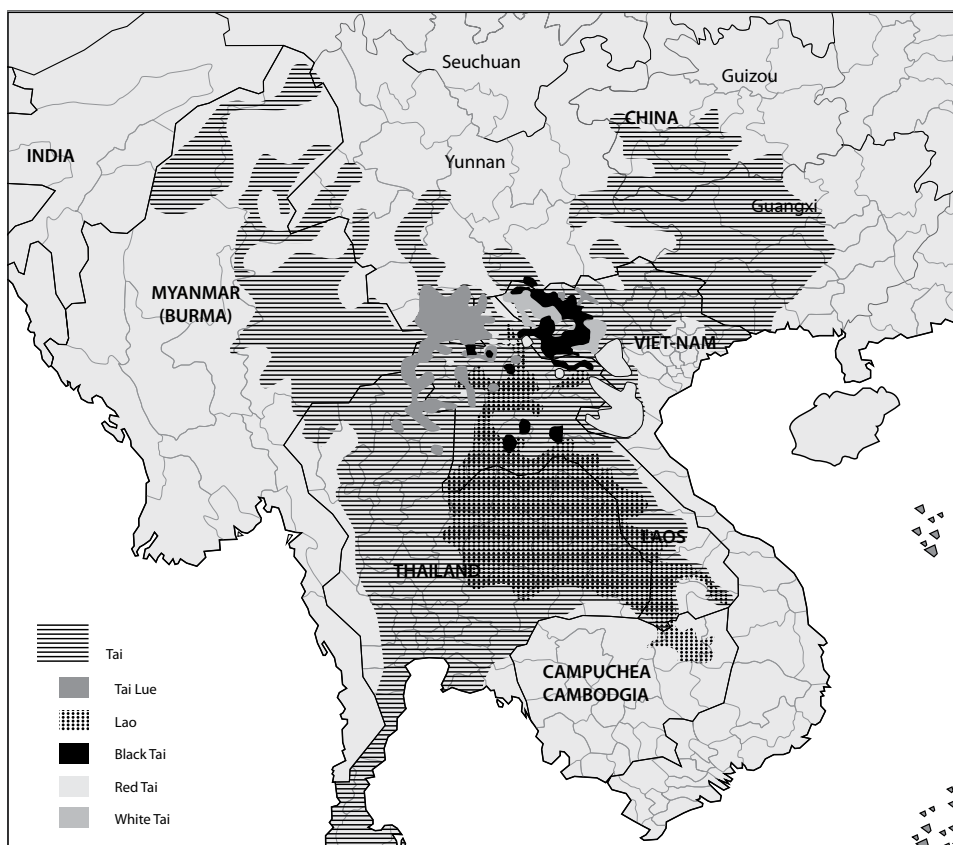 Seuchuan
Guizou
CHINA
INDIA
Yunnan
Guangxi
MYANMAR
(BURMA)
VIET-NAM
LAOS
THAILAND
CAMPUCHEA
CAMBODGIA
Tai
Tai Lue
Lao
Black Tai
Red Tai
White Tai